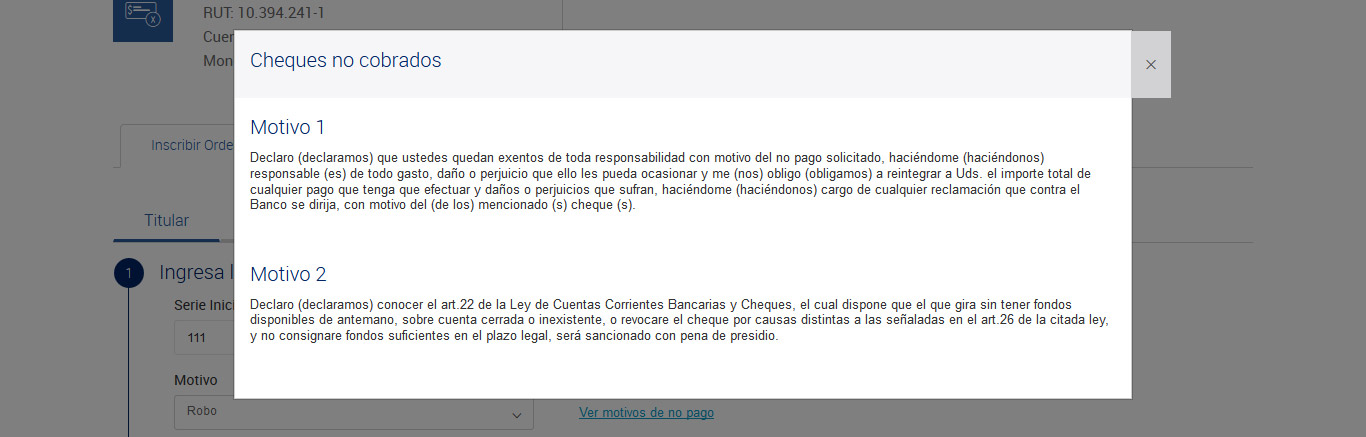 RUT: 10.394.241-1
Cuen
Mon
Cheques no cobrados
×
Motivo 1
Inscribir Orde
Declaro (declaramos) que ustedes quedan exentos de toda responsabilidad con motivo del no pago solicitado, haciéndome (haciéndonos)
responsable (es) de todo gasto, daño o perjuicio que ello les pueda ocasionar y me (nos) obligo (obligamos) a reintegrar a Uds. el importe total de
cualquier pago que tenga que efectuar y daños o perjuicios que sufran, haciéndome (haciéndonos) cargo de cualquier reclamación que contra el
Banco se dirija, con motivo del (de los) mencionado (s) cheque (s).
Titular
Motivo 2
1 Ingresa l
Declaro (declaramos) conocer el art.22 de la Ley de Cuentas Corrientes Bancarias y Cheques, el cual dispone que el que gira sin tener fondos
disponibles de antemano, sobre cuenta cerrada o inexistente, o revocare el cheque por causas distintas a las señaladas en el art.26 de la citada ley,
y no consignare fondos suficientes en el plazo legal, será sancionado con pena de presidio.
Serie Inici
111
Motivo
Robo
Ver motivos de no pago